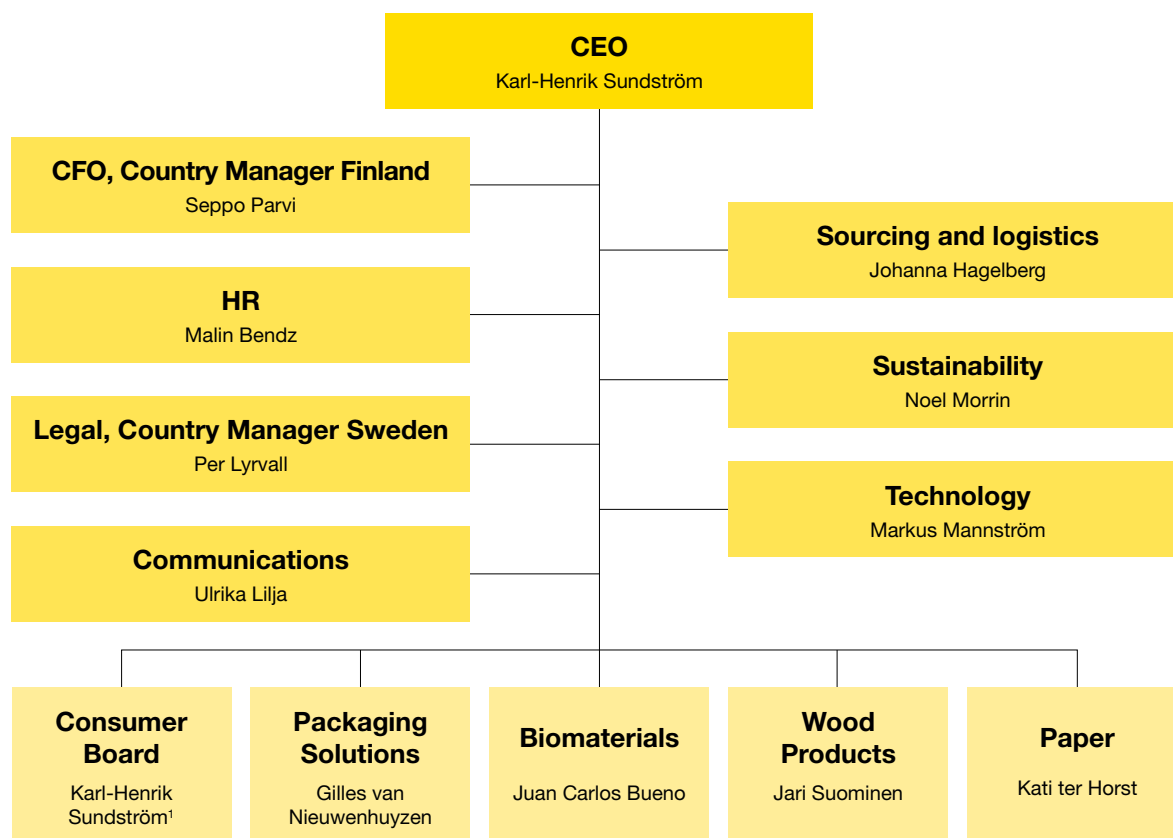 CEO
Karl-Henrik Sundström
CFO, Country Manager Finland
Seppo Parvi
Sourcing and logistics
Johanna Hagelberg
HR
Malin Bendz
Sustainability
Noel Morrin
Legal, Country Manager Sweden
Per Lyrvall
Technology
Markus Mannström
Communications
Ulrika Lilja
Consumer
Board
Karl-Henrik
Sundström¹
Packaging
Solutions
Gilles van
Nieuwenhuyzen
Biomaterials
Juan Carlos Bueno
Wood
Products
Jari Suominen
Paper
Kati ter Horst